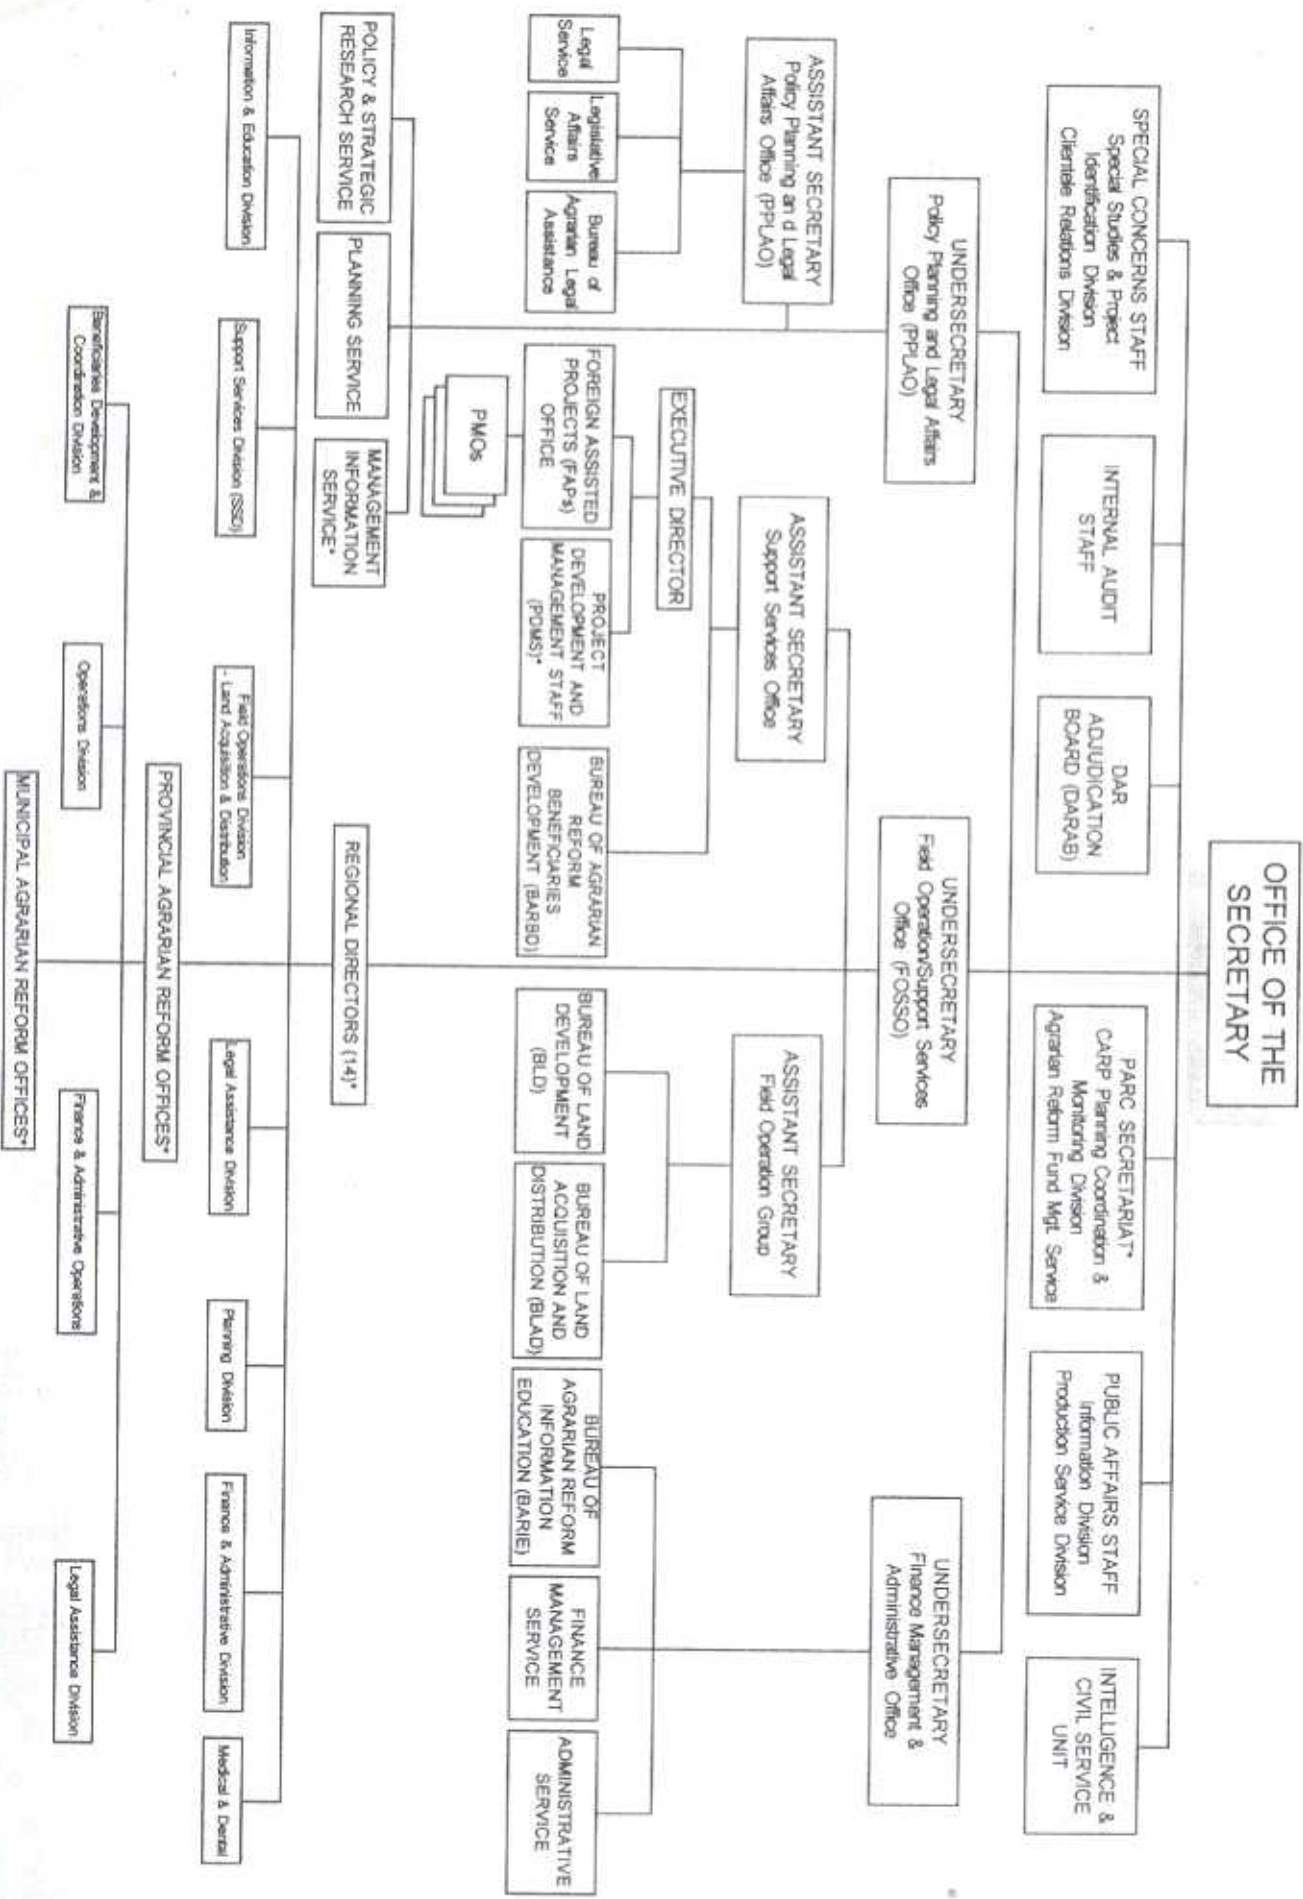 OFFICE OF THE
SECRETARY
SPECIAL CONCERNS STAFF
Special Studies & Project
Identification Division
Clientele Relations Division
INTERNAL AUDIT
STAFF
DAR
ADJUDICATION
BOARD (DARAB)
PARC SECRETARIAT*
CARP Planning Coordination &
Monitoring Division
Agrarian Reform Fund Mgt. Service
PUBLIC AFFAIRS STAFF
Information Division
Production Service Division
INTELLIGENCE &
CIVIL SERVICE
UNIT
UNDERSECRETARY
Policy Planning and Legal Affairs
Office (PPLAO)
UNDERSECRETARY
Field Operation/Support Services
Office (FOSSO)
UNDERSECRETARY
Finance Management &
Administrative Office
ASSISTANT SECRETARY
Policy Planning an d Legal
Affairs Office (PPLAO)
ASSISTANT SECRETARY
Support Services Office
ASSISTANT SECRETARY
Field Operation Group
EXECUTIVE DIRECTOR
Legal
Service
Legislative
Affairs
Service
Bureau of
Agrarian Legal
Assistance
FOREIGN ASSISTED
PROJECTS (FAPs)
OFFICE
PROJECT
DEVELOPMENT AND
MANAGEMENT STAFF
(PDMS)*
BUREAU OF AGRARIAN
REFORM
BENEFICIARIES
DEVELOPMENT (BARBD)
BUREAU OF LAND
DEVELOPMENT
(BLD)
BUREAU OF LAND
ACQUISITION AND
DISTRIBUTION (BLAD)
BUREAU OF
AGRARIAN REFORM
INFORMATION
EDUCATION (BARIE)
FINANCE
MANAGEMENT
SERVICE
ADMINISTRATIVE
SERVICE
PMOs
POLICY & STRATEGIC
RESEARCH SERVICE
PLANNING SERVICE
MANAGEMENT
INFORMATION
SERVICE*
REGIONAL DIRECTORS (14)*
Information & Education Division
Support Services Division (SSD)
Field Operations Division
- Land Acquisition & Distribution
Legal Assistance Division
Planning Division
Finance & Administrative Division
Medical & Dental
PROVINCIAL AGRARIAN REFORM OFFICES*
Beneficiaries Development &
Coordination Division
Operations Division
Finance & Administrative Operations
Legal Assistance Division
MUNICIPAL AGRARIAN REFORM OFFICES*